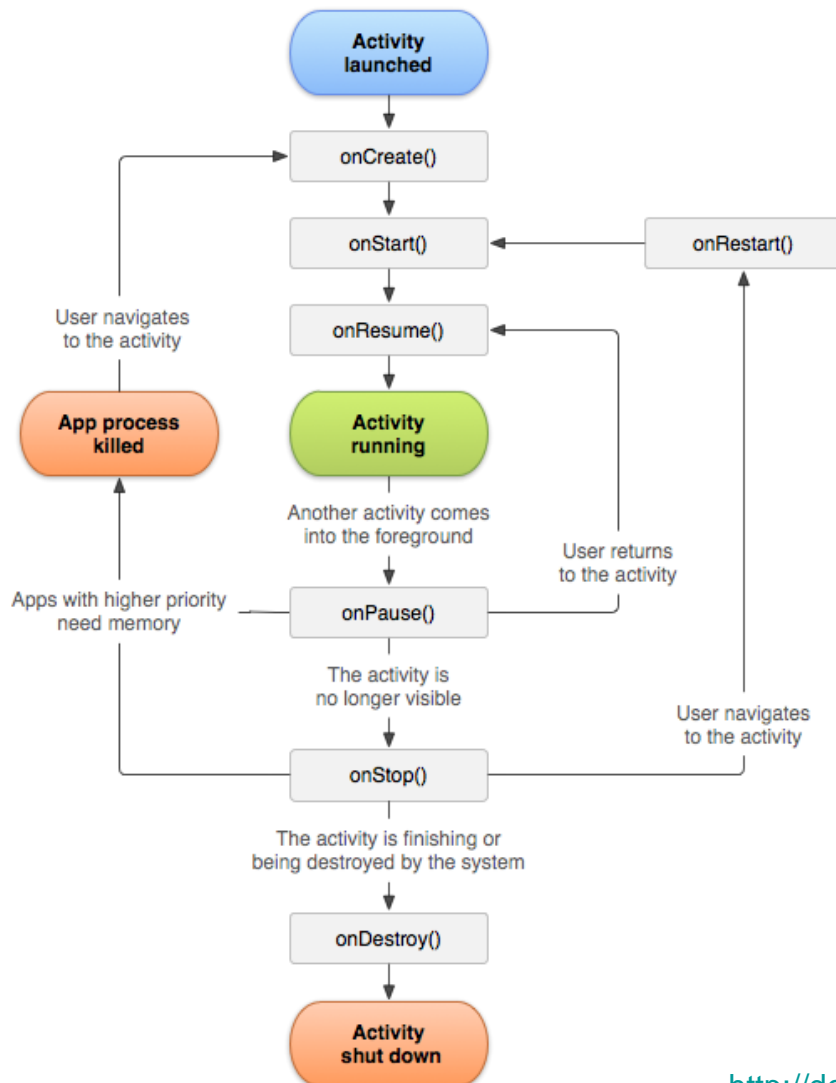 Activity
launched
onCreate()
onStart()
onRestart()
onResume()
User navigates
to the activity
App process
killed
Activity
running
Another activity comes
into the foreground
User returns
to the activity
Apps with higher priority
need memory
onPause()
The activity is
no longer visible
User navigates
to the activity
onStop()
The activity is finishing or
being destroyed by the system
onDestroy()
Activity
shut down